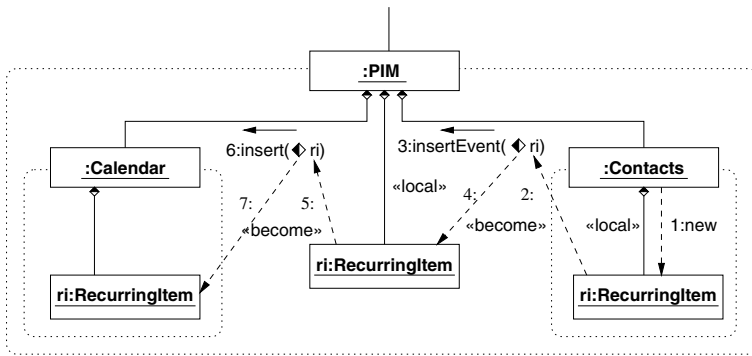 :PIM
6:insert( ri)
3:insertEvent( ri)
:Calendar
:Contacts
«local»
7:
5:
4:
2:
«become»
«become»
«local»
1:new
ri:RecurringItem
ri:RecurringItem
ri:RecurringItem